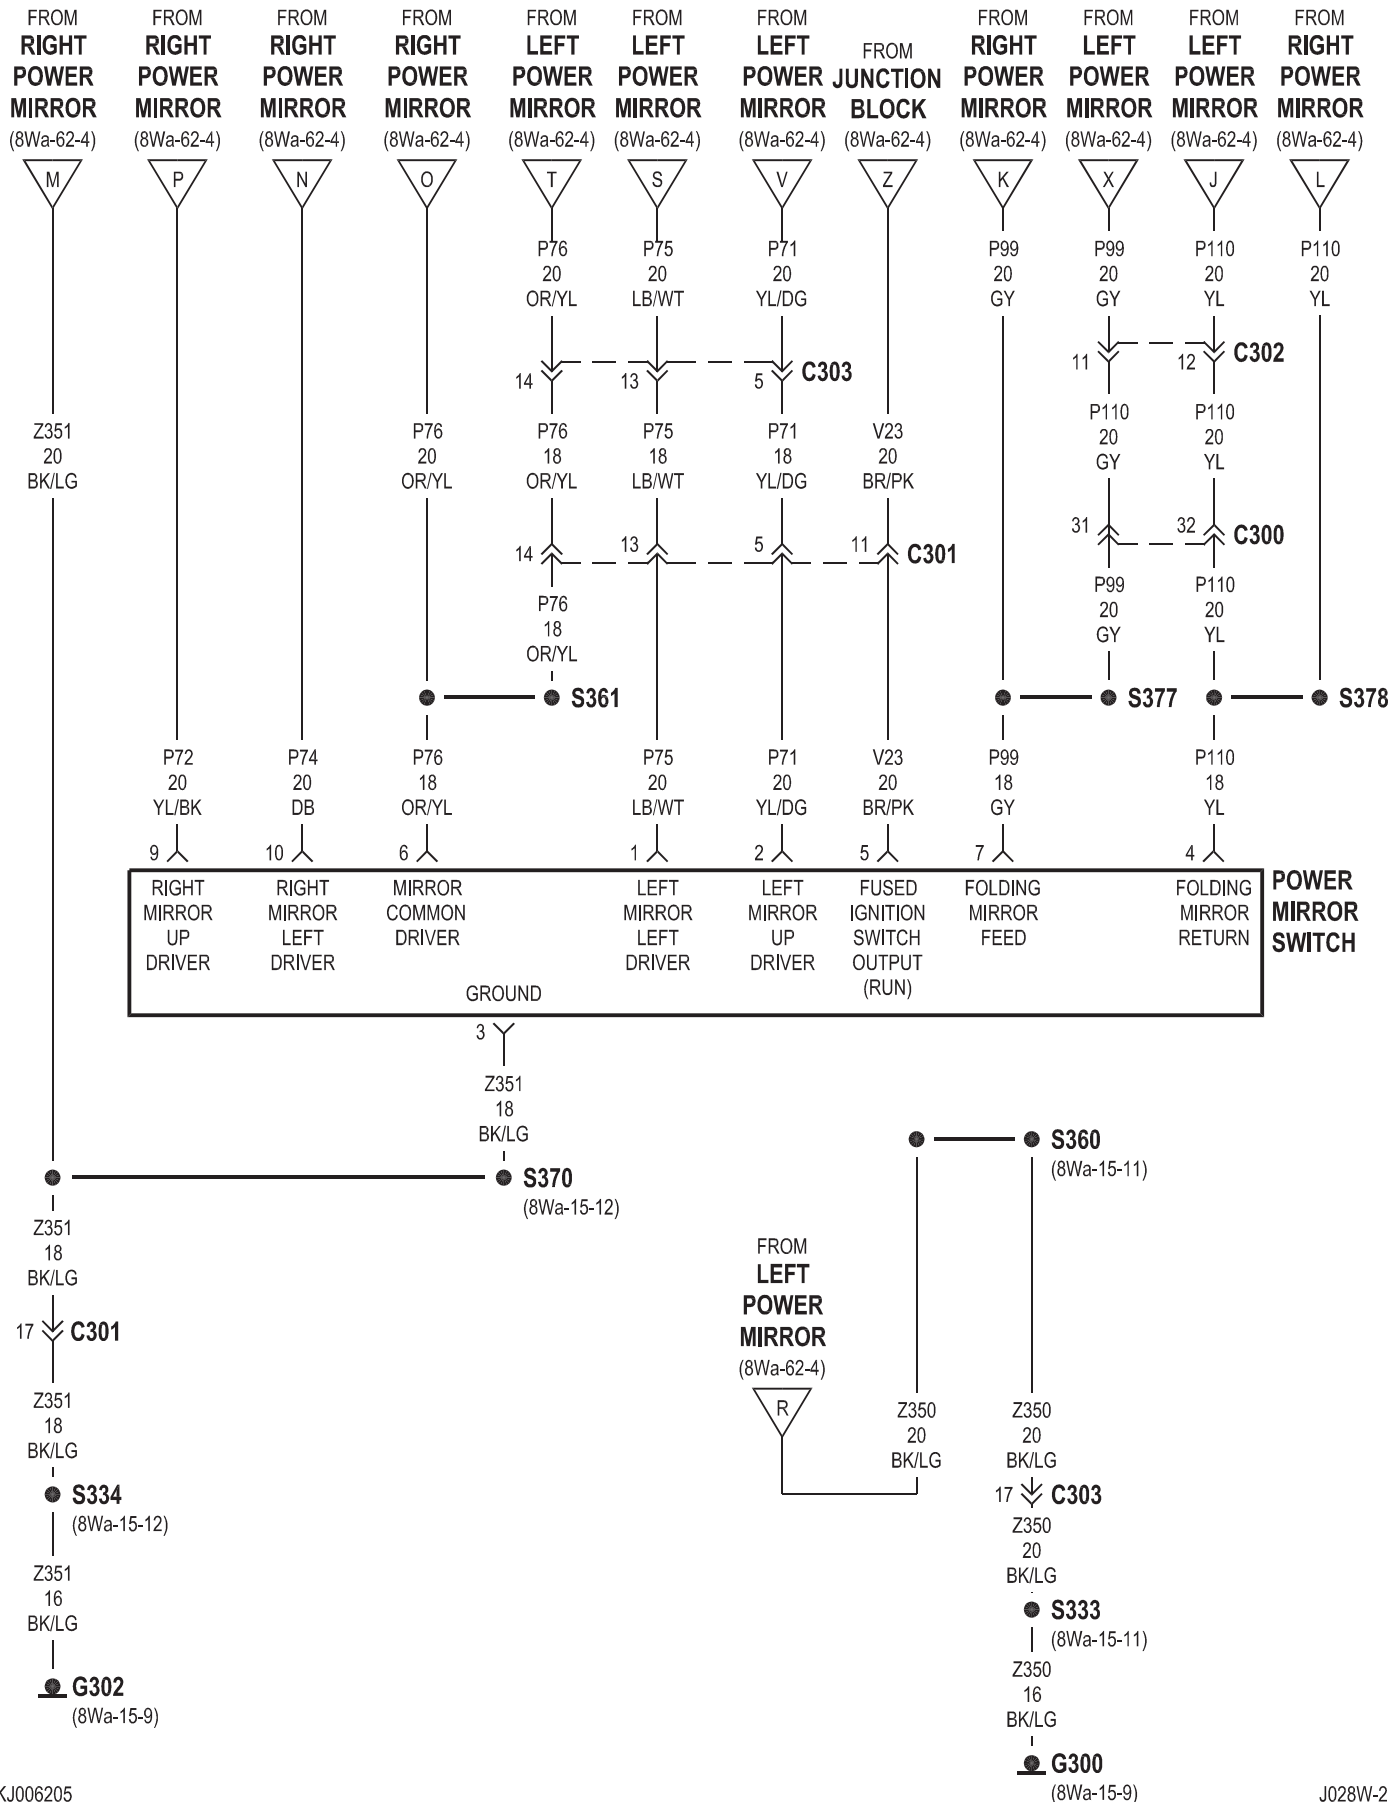 FROM FROM FROM FROM FROM FROM FROM FROM FROM FROM FROM
RIGHT RIGHT RIGHT RIGHT LEFT LEFT LEFT FROM RIGHT LEFT LEFT RIGHT
POWER POWER POWER POWER POWER POWER POWER JUNCTION POWER POWER POWER POWER
MIRROR MIRROR MIRROR MIRROR MIRROR MIRROR MIRROR BLOCK MIRROR MIRROR MIRROR MIRROR
(8Wa-62-4) (8Wa-62-4) (8Wa-62-4) (8Wa-62-4) (8Wa-62-4) (8Wa-62-4) (8Wa-62-4) (8Wa-62-4) (8Wa-62-4) (8Wa-62-4) (8Wa-62-4) (8Wa-62-4)
M P N O T S V Z K X J L
P76 P75 P71 P99 P99 P110 P110
20 20 20 20 20 20 20
OR/YL LB/WT YL/DG GY GY YL YL
11 12 C302
14 13 5 C303
P110 P110
20 20
GY YL
Z351 P76 P76 P75 P71 V23
20 20 18 18 18 20
BK/LG OR/YL OR/YL LB/WT YL/DG BR/PK
31 32 C300
14 13 5 11 C301
P99 P110
20 20
GY YL
P76
18
OR/YL
S361 S377 S378
P72 P74 P76 P75 P71 V23 P99 P110
20 20 18 20 20 20 18 18
YL/BK DB OR/YL LB/WT YL/DG BR/PK GY YL
9 10 6 1 2 5 7 4
RIGHT RIGHT MIRROR LEFT LEFT FUSED FOLDING FOLDING POWER
MIRROR MIRROR COMMON MIRROR MIRROR IGNITION MIRROR MIRROR MIRROR
UP LEFT DRIVER LEFT UP SWITCH FEED RETURN SWITCH
DRIVER DRIVER DRIVER DRIVER OUTPUT
(RUN)
GROUND
3
Z351
18
BK/LG
S370
(8Wa-15-12)
S360
(8Wa-15-11)
Z351
18
BK/LG
17 C301
Z351
18
BK/LG
S334
(8Wa-15-12)
Z351
16
BK/LG
G302
(8Wa-15-9)
FROM
LEFT
POWER
MIRROR
(8Wa-62-4)
R
Z350 Z350
20 20
BK/LG BK/LG
17 C303
Z350
20
BK/LG
S333
(8Wa-15-11)
Z350
16
BK/LG
G300
(8Wa-15-9)
KJ006205 J028W-2